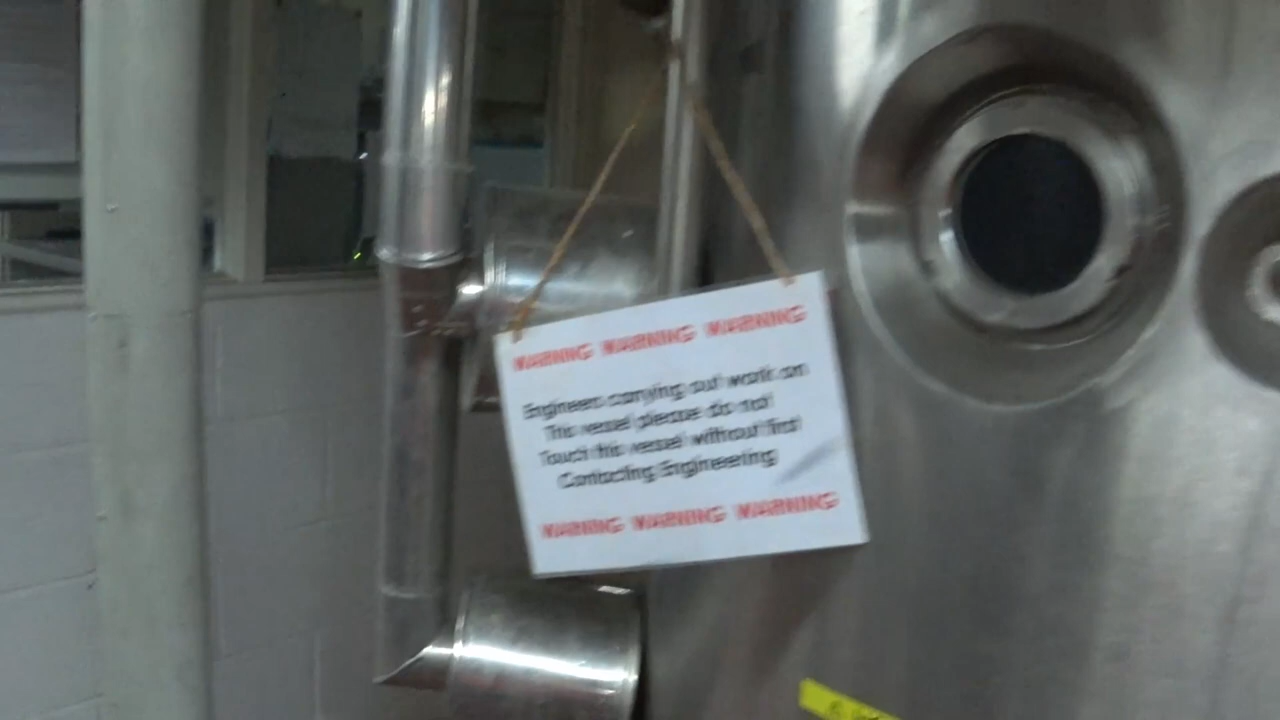 WARNING WARNING WARNING
Engineers carrying out work on
This vessel please do not
Touch this vessel without first
Contacting Engineering
WARNING WARNING WARNING